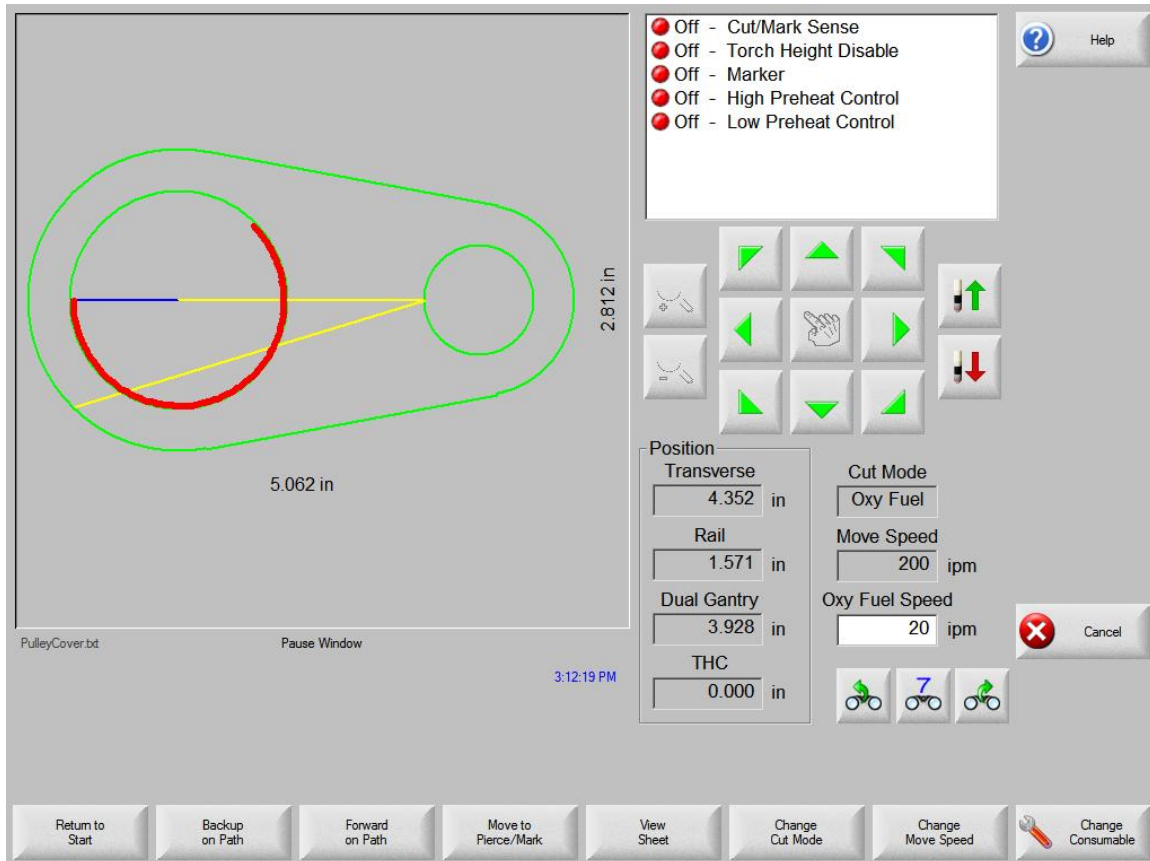 Off - Cut/Mark Sense
Off - Torch Height Disable
Off - Marker
Off - High Preheat Control
Off - Low Preheat Control
Help
2.812 in
5.062 in
Position
Transverse
4.352 in
Rail
1.571 in
Dual Gantry
3.928 in
THC
0.000 in
Cut Mode
Oxy Fuel
Move Speed
200 ipm
Oxy Fuel Speed
20 ipm
Cancel
7
PulleyCover.txt
Pause Window
3:12:19 PM
Return to
Start
Backup
on Path
Forward
on Path
Move to
Pierce/Mark
View
Sheet
Change
Cut Mode
Change
Move Speed
Change
Consumable